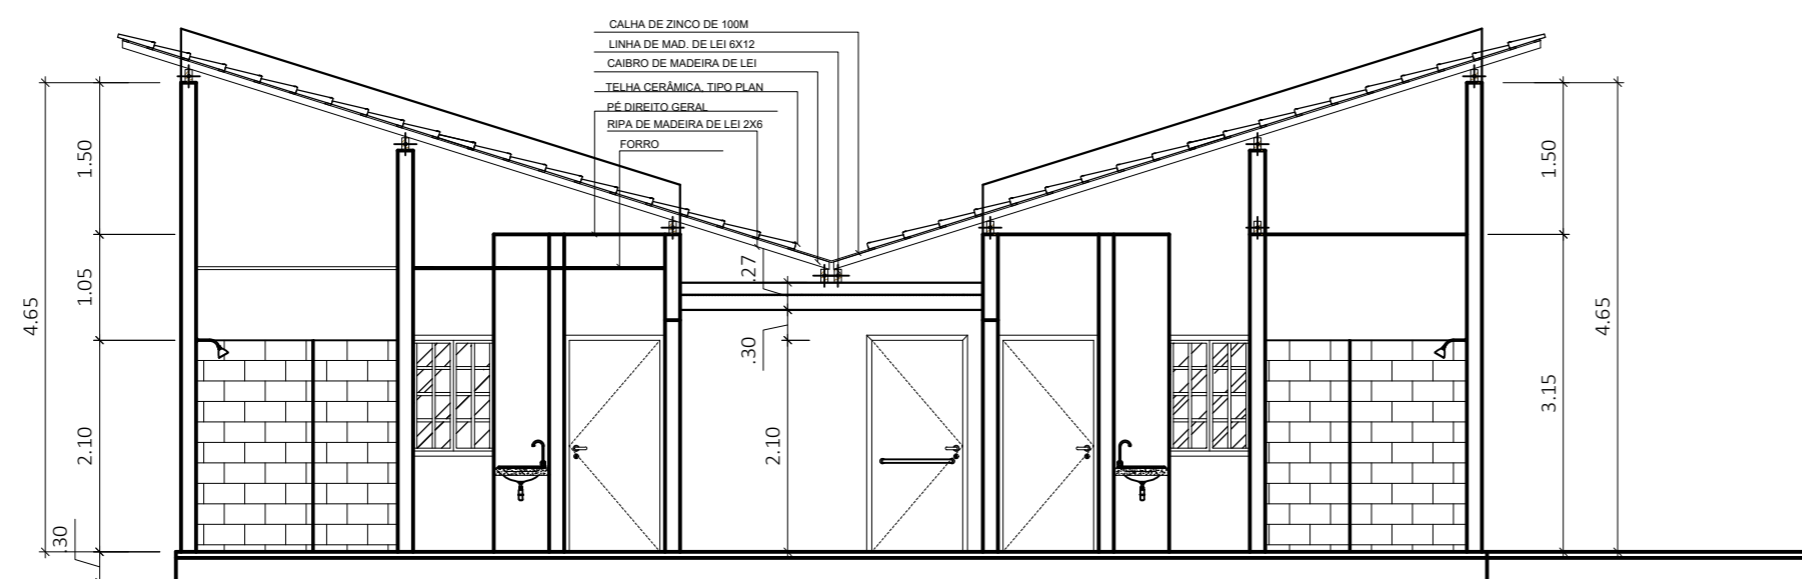 CALHA DE ZINCO DE 100M
LINHA DE MAD. DE LEI 6X12
CAIBRO DE MADEIRA DE LEI
TELHA CERÂMICA, TIPO PLAN
PÉ DIREITO GERAL
RIPA DE MADEIRA DE LEI 2X6
FORRO
4.65
1.50
1.05
2.10
.30
.27
.30
2.10
1.50
3.15
4.65